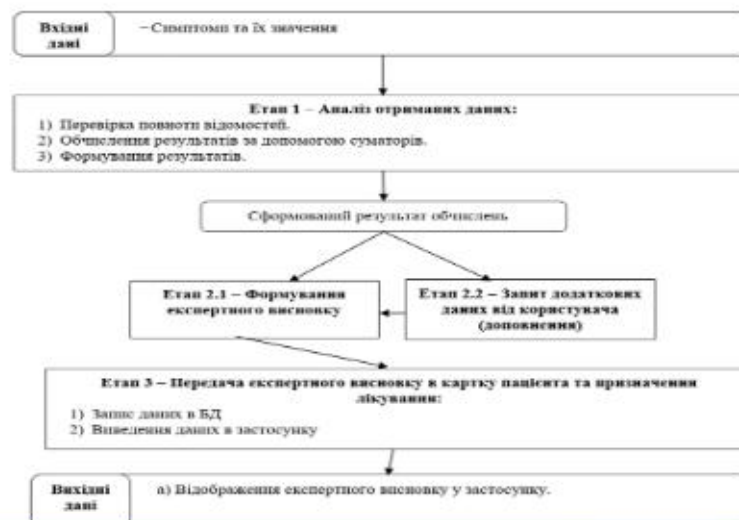 Вхідні
дані
– Симптоми та їх значення
Етап 1 – Аналіз отриманих даних:
1) Перевірка повноти відомостей.
2) Обчислення результатів за допомогою суматорів.
3) Формування результатів.
Сформований результат обчислень
Етап 2.1 – Формування
експертного висновку
Етап 2.2 – Запит додаткових
даних від користувача
(доповнення)
Етап 3 – Передача експертного висновку в картку пацієнта та призначення
лікування:
1) Запис даних в БД
2) Виведення даних в застосунку
Вихідні
дані
а) Відображення експертного висновку у застосунку.